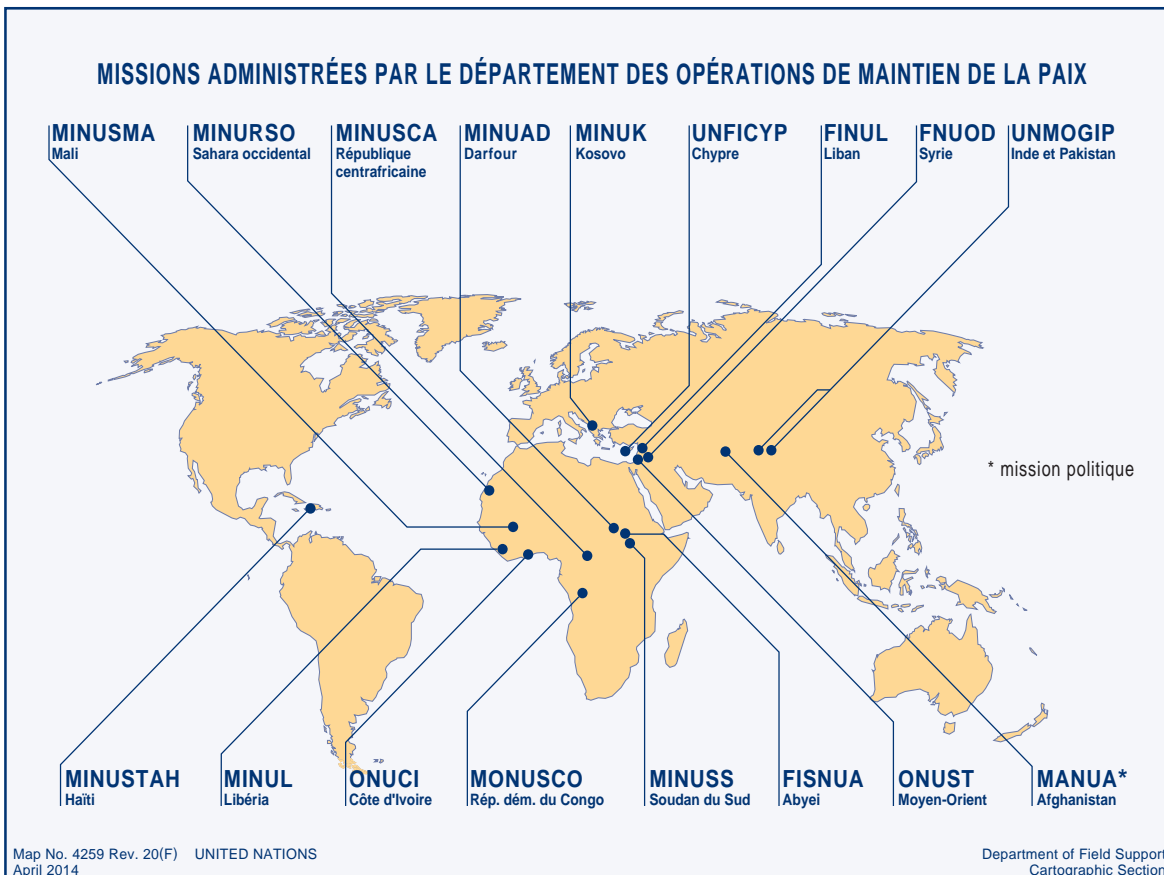 MISSIONS ADMINISTRÉES PAR LE DÉPARTEMENT DES OPÉRATIONS DE MAINTIEN DE LA PAIX
MINUSMA
Mali
MINURSO
Sahara occidental
MINUSCA
République
centrafricaine
MINUAD
Darfour
MINUK
Kosovo
UNFICYP
Chypre
FINUL
Liban
FNUOD
Syrie
UNMOGIP
Inde et Pakistan
* mission politique
MINUSTAH
Haïti
MINUL
Libéria
ONUCI
Côte d'Ivoire
MONUSCO
Rép. dém. du Congo
MINUSS
Soudan du Sud
FISNUA
Abyei
ONUST
Moyen-Orient
MANUA*
Afghanistan
Map No. 4259 Rev. 20(F) UNITED NATIONS
April 2014
Department of Field Support
Cartographic Section